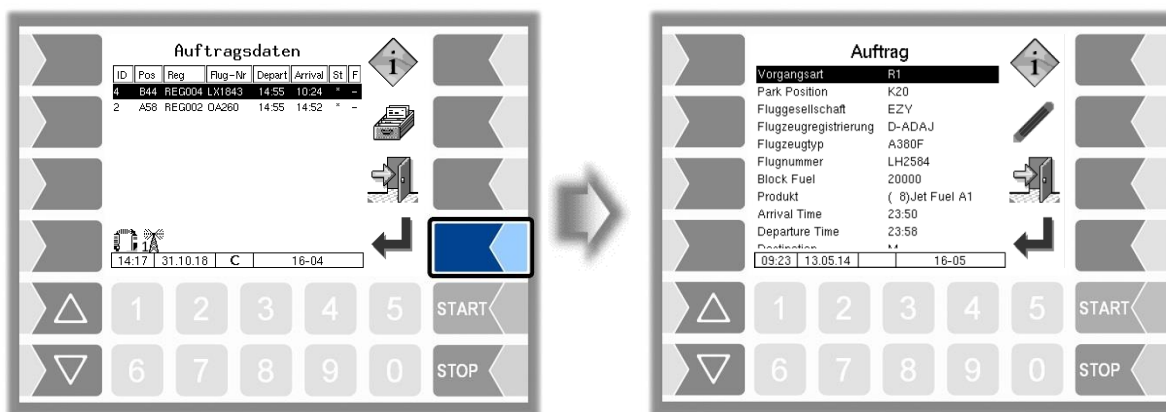 Auftragsdaten
ID Pos Reg Flug-Nr Depart Arrival St F
4 B44 REG004 LX1843 14:55 10:24 * -
2 A58 REG002 OA260 14:55 14:52 * -
i
1
14:17 31.10.18 C 16-04
1 2 3 4 5 START
6 7 8 9 0 STOP
Auftrag
Vorgangsart R1
Park Position K20
Fluggesellschaft EZY
Flugzeugregistrierung D-ADAJ
Flugzeugtyp A380F
Flugnummer LH2584
Block Fuel 20000
Produkt ( 8)Jet Fuel A1
Arrival Time 23:50
Departure Time 23:58
i
09:23 13.05.14 16-05
1 2 3 4 5 START
6 7 8 9 0 STOP